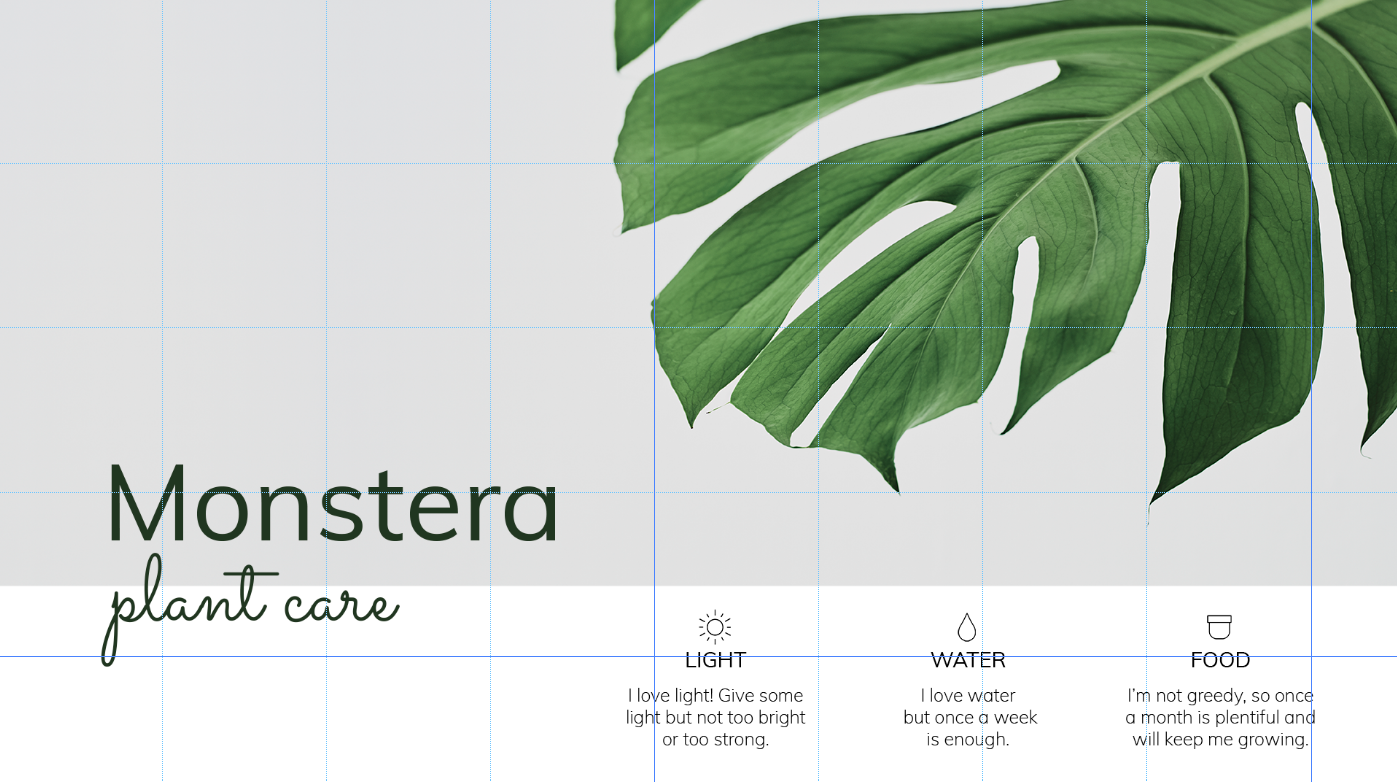 Monstera
plant care
LIGHT
I love light! Give some
light but not too bright
or too strong.
WATER
I love water
but once a week
is enough.
FOOD
I'm not greedy, so once
a month is plentiful and
will keep me growing.